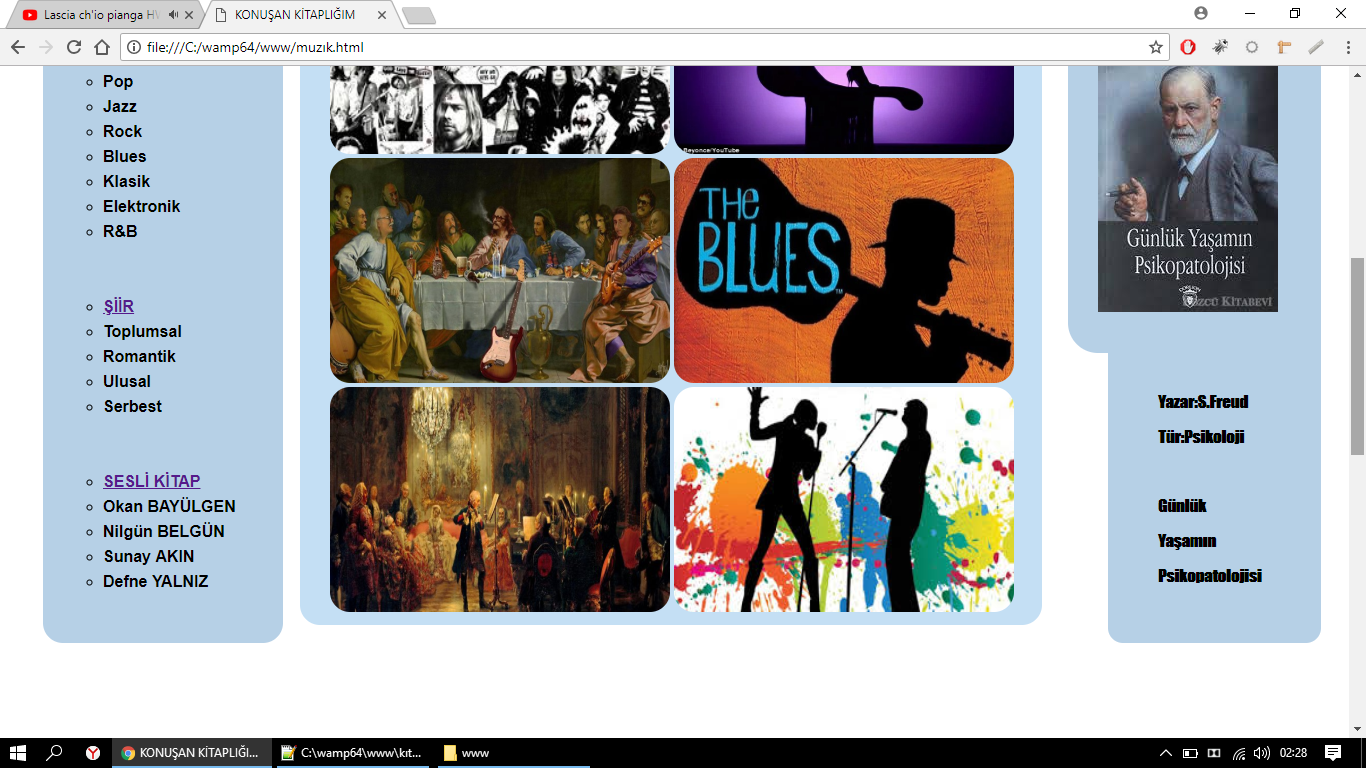 Lascia ch'io pianga H
KONUŞAN KİTAPLIĞIM
file:///C:/wamp64/www/muzık.html
Pop
Jazz
Rock
Blues
Klasik
Elektronik
R&B
ŞİİR
Toplumsal
Romantik
Ulusal
Serbest
SESLİ KİTAP
Okan BAYÜLGEN
Nilgün BELGÜN
Sunay AKIN
Defne YALNIZ
Beyonce/YouTube
THE
BLUES
TM
Günlük Yaşamın
Psikopatolojisi
ÖZCÜ KİTABEVİ
Yazar:S.Freud
Tür:Psikoloji
Günlük
Yaşamın
Psikopatolojisi
KONUŞAN KİTAPLIĞI...
C:\wamp64\www\kıt...
www
02:28